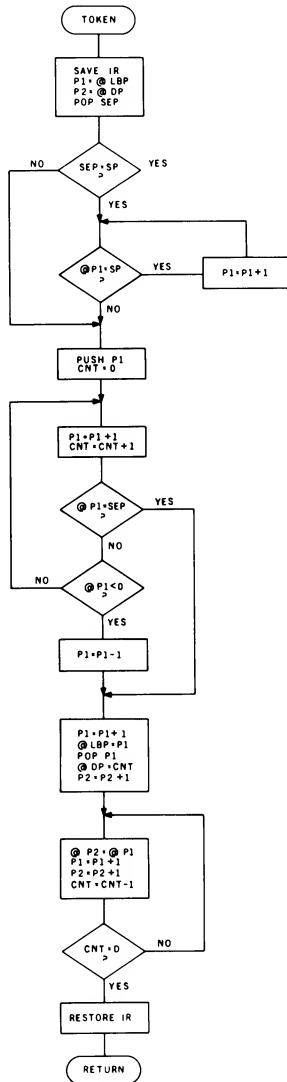 TOKEN
SAVE IR
P1=@ LBP
P2=@ DP
POP SEP
NO
SEP=SP
?
YES
YES
@P1=SP
?
YES
P1=P1+1
NO
PUSH P1
CNT=0
P1=P1+1
CNT=CNT+1
@P1=SEP
?
YES
NO
NO
@P1<0
?
YES
P1=P1-1
P1=P1+1
@LBP=P1
POP P1
@DP=CNT
P2=P2+1
@P2=@P1
P1=P1+1
P2=P2+1
CNT=CNT-1
CNT=D
?
NO
YES
RESTORE IR
RETURN